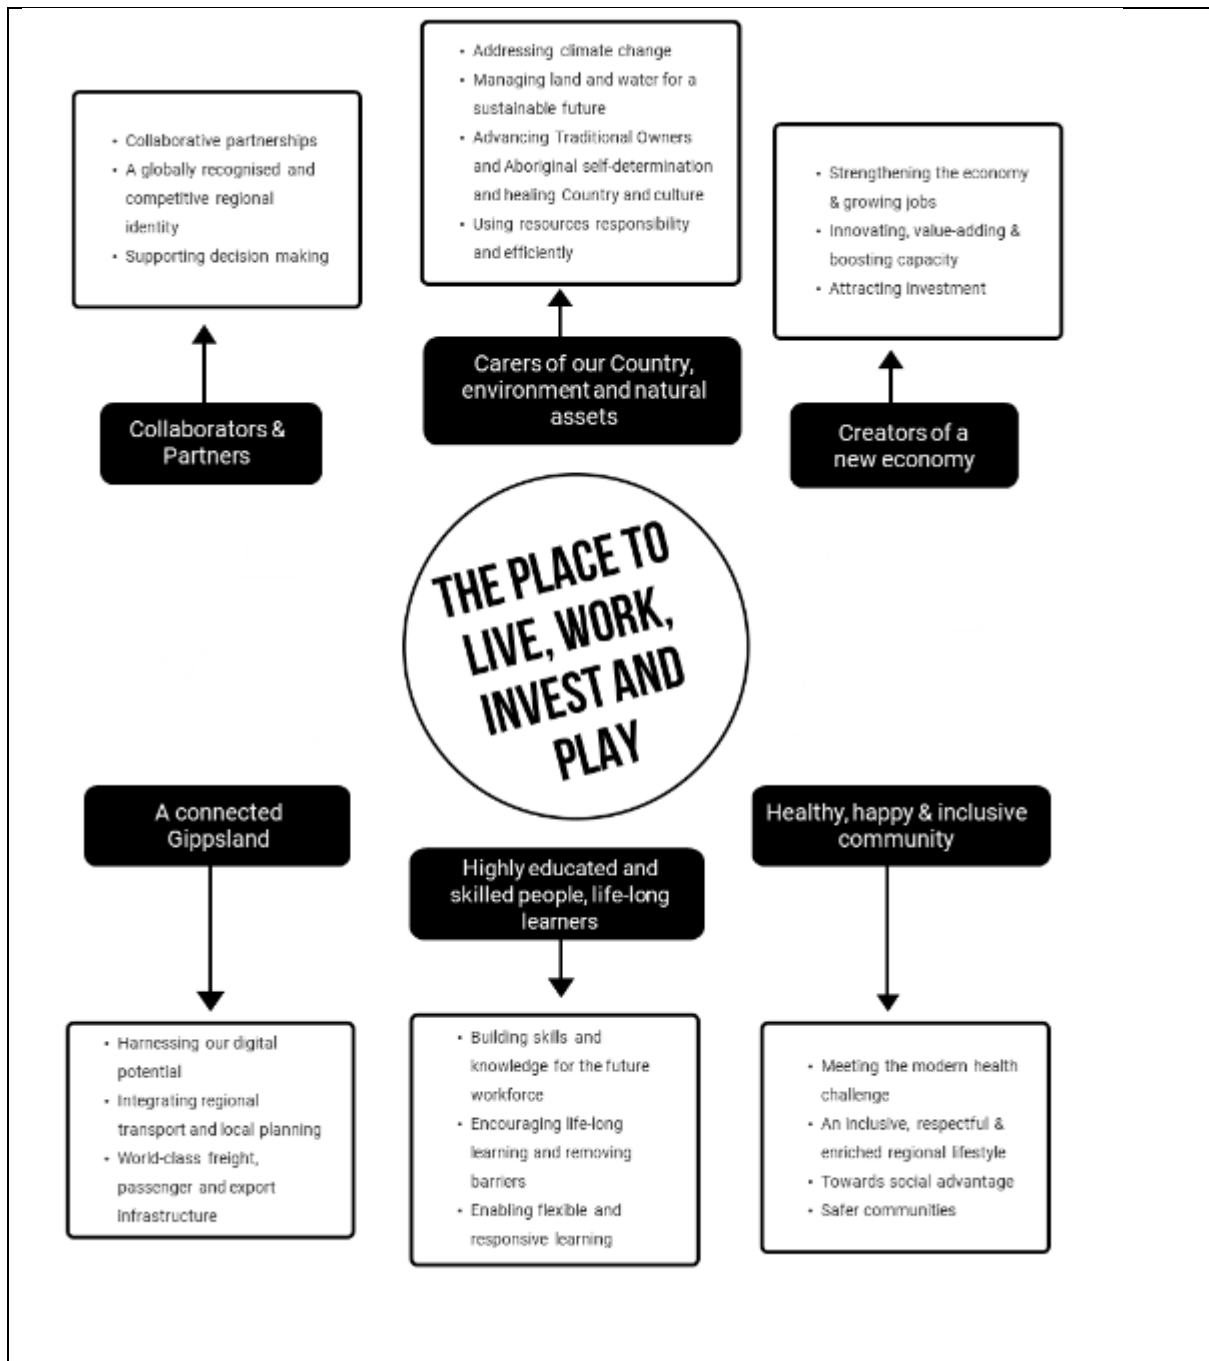 • Collaborative partnerships
• A globally recognised and
competitive regional
identity
• Supporting decision making
Collaborators &
Partners
• Addressing climate change
• Managing land and water for a
sustainable future
• Advancing Traditional Owners
and Aboriginal self-determination
and healing Country and culture
• Using resources responsibility
and efficiently
Carers of our Country,
environment and natural
assets
• Strengthening the economy
& growing jobs
• Innovating, value-adding &
boosting capacity
• Attracting Investment
Creators of a
new economy
THE PLACE TO
LIVE, WORK,
INVEST AND
PLAY
A connected
Gippsland
• Harnessing our digital
potential
• Integrating regional
transport and local planning
• World-class freight,
passenger and export
Infrastructure
Highly educated and
skilled people, life-long
learners
• Building skills and
knowledge for the future
workforce
• Encouraging life-long
learning and removing
barriers
• Enabling flexible and
responsive learning
Healthy, happy & inclusive
community
• Meeting the modern health
challenge
• An Inclusive, respectful &
enriched regional lifestyle
• Towards social advantage
• Safer communities